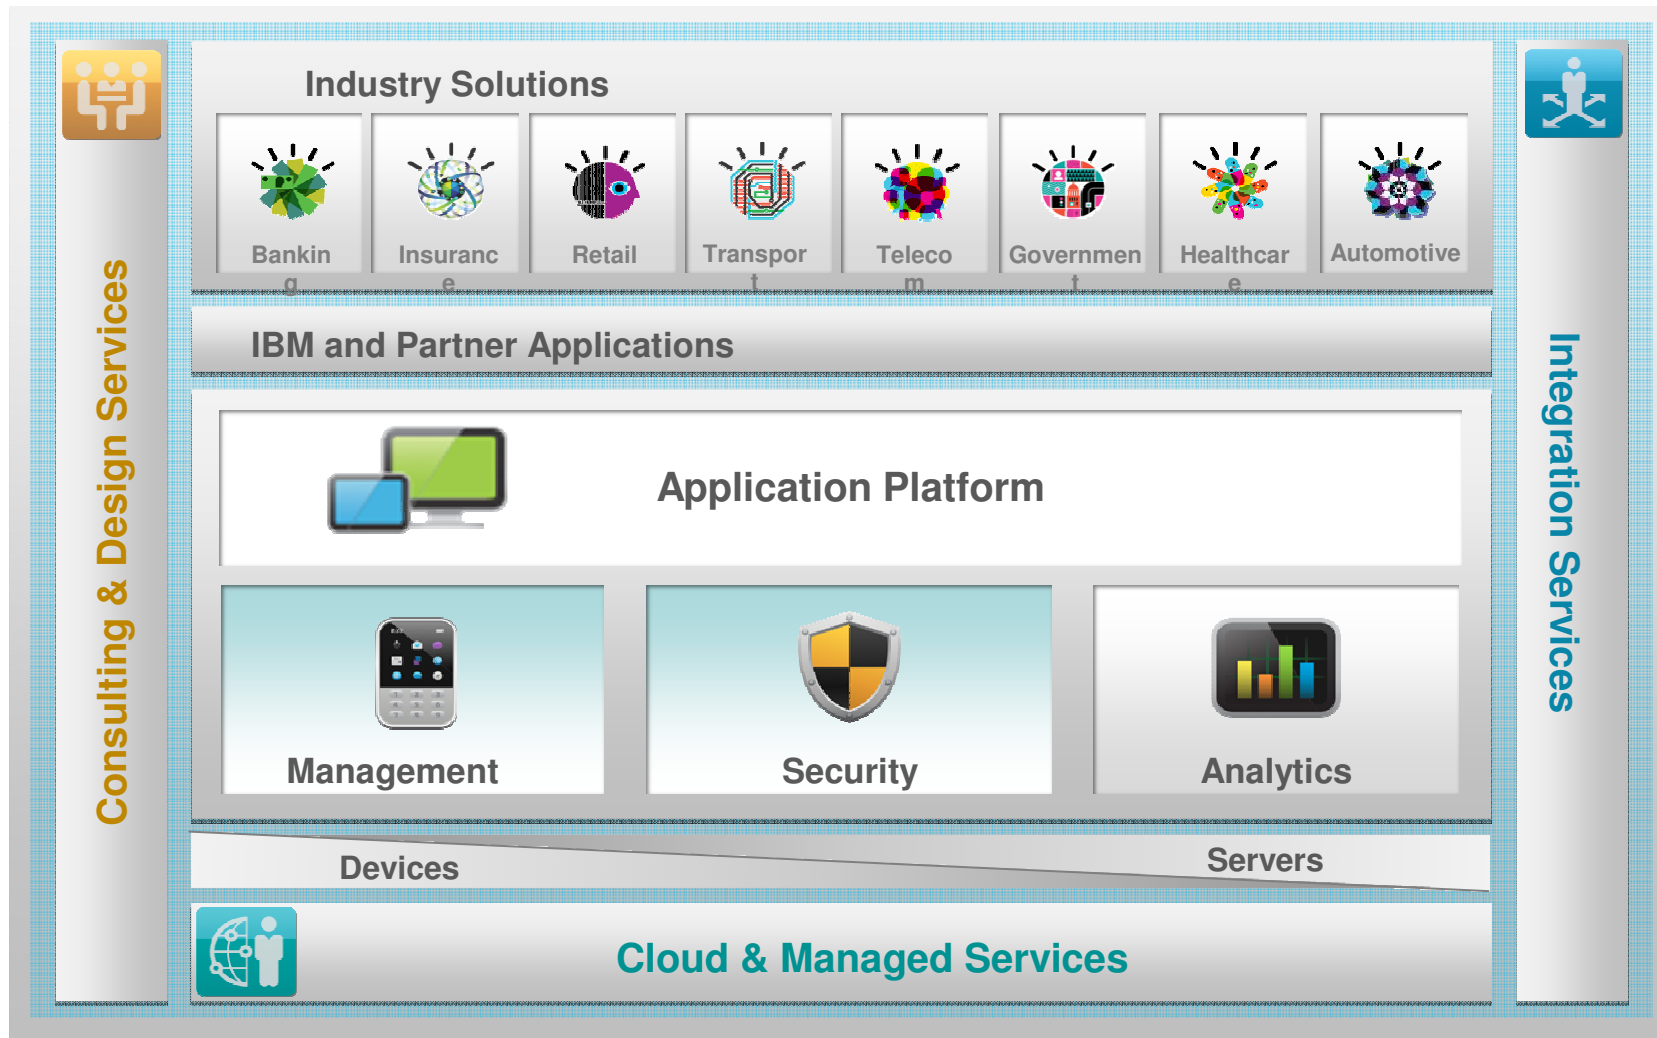 Industry Solutions
Bankin
g
Insuranc
e
Retail
Transpor
t
Teleco
m
Governmen
t
Healthcar
e
Automotive
IBM and Partner Applications
Application Platform
Management
Security
Analytics
Devices
Servers
Cloud & Managed Services
Consulting & Design Services
Integration Services